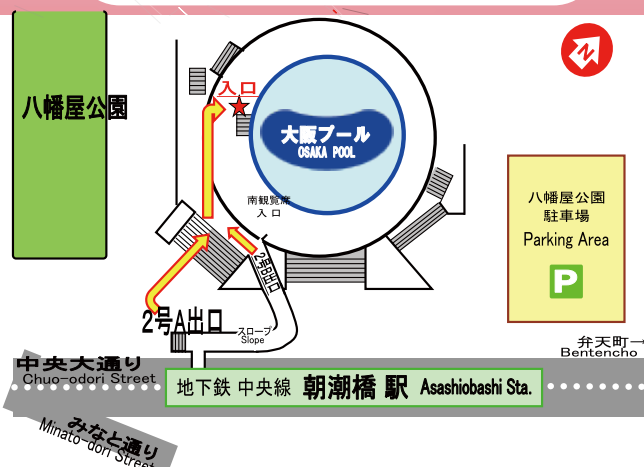 N
八幡屋公園
入口
大阪プール
OSAKA POOL
南観覧席
入口
八幡屋公園
駐車場
Parking Area
P
2号B出口
2号A出口
スロープ
Slope
弁天町→
Bentencho
中央大通り
Chuo-odori Street
地下鉄 中央線 朝潮橋 駅 Asashiobashi Sta.
みなと通り
Minato-dori Street